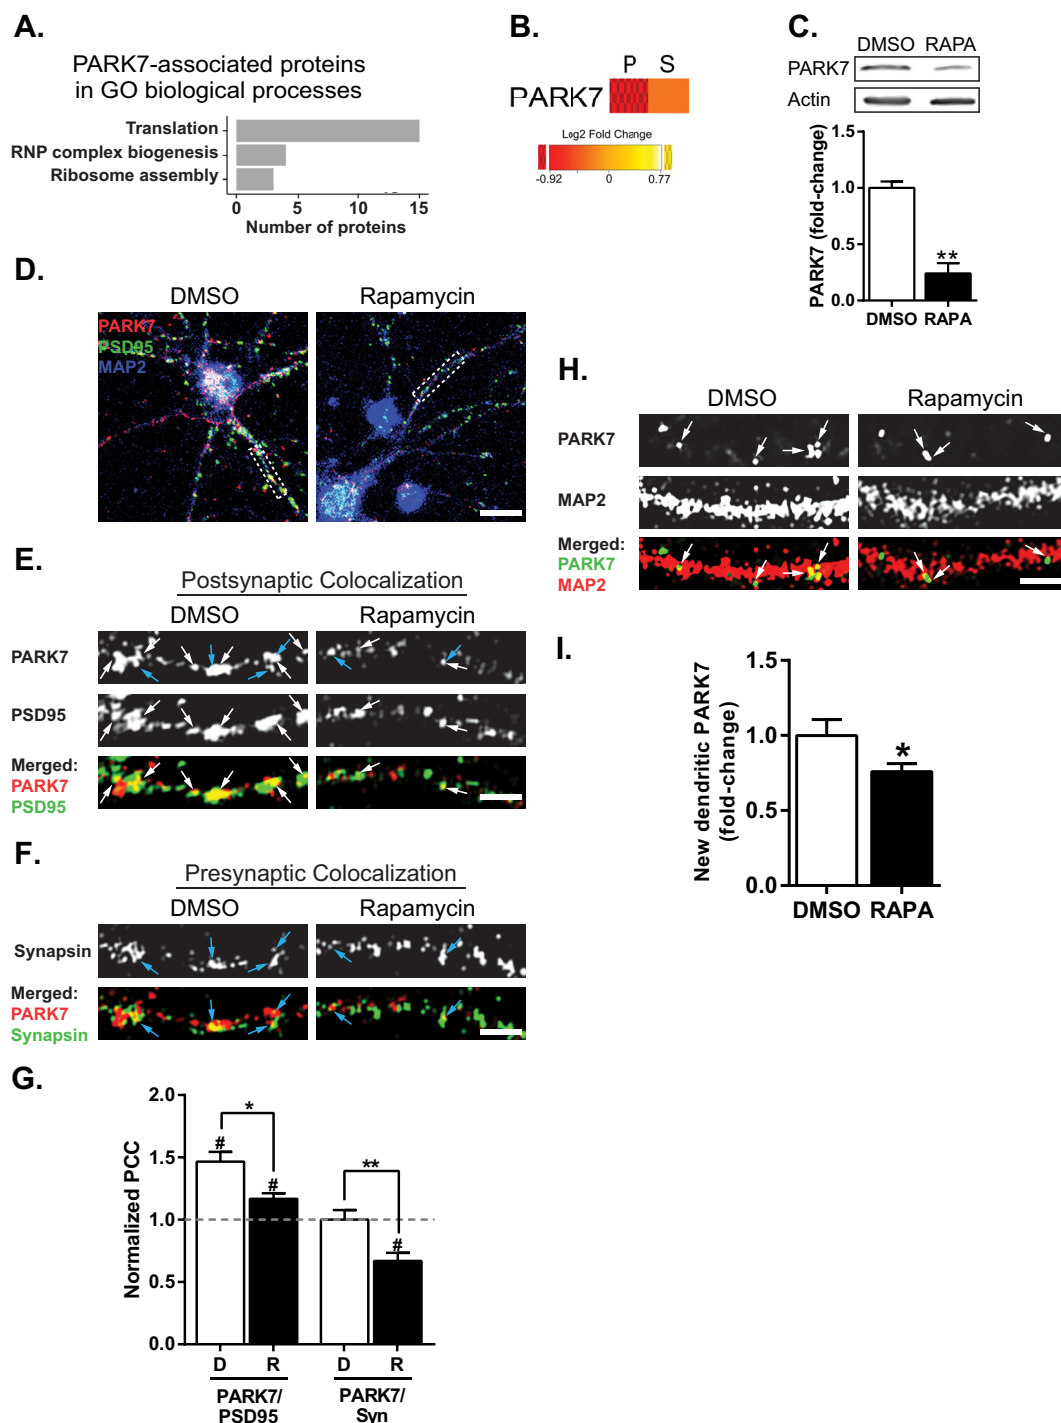 A.
PARK7-associated proteins
in GO biological processes
Translation
RNP complex biogenesis
Ribosome assembly
0 5 10 15
Number of proteins
B.
P S
PARK7
Log2 Fold Change
-0.92 0 0.77
C.
DMSO RAPA
PARK7
Actin
PARK7 (fold-change)
1.5
1.0
0.5
0.0
**
DMSO RAPA
D.
DMSO Rapamycin
PARK7
PSD95
MAP2
E.
Postsynaptic Colocalization
DMSO Rapamycin
PARK7
PSD95
Merged:
PARK7
PSD95
F.
Presynaptic Colocalization
DMSO Rapamycin
Synapsin
Merged:
PARK7
Synapsin
G.
Normalized PCC
2.0
1.5
1.0
0.5
0.0
* **
# # #
D R D R
PARK7/
PSD95
PARK7/
Syn
H.
DMSO Rapamycin
PARK7
MAP2
Merged:
PARK7
MAP2
I.
New dendritic PARK7
(fold-change)
1.5
1.0
0.5
0.0
*
DMSO RAPA